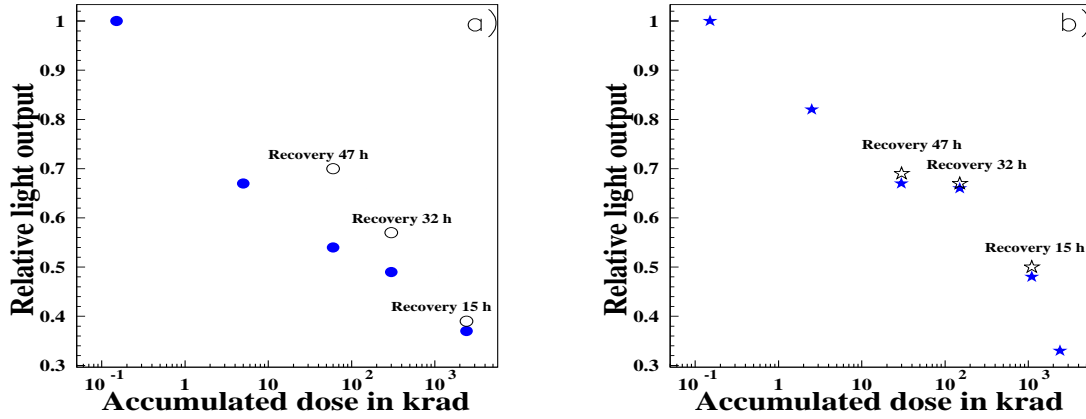 a)
Relative light output
1
0.9
0.8
0.7
0.6
0.5
0.4
0.3
Recovery 47 h
Recovery 32 h
Recovery 15 h
10^-1 1 10 10^2 10^3
Accumulated dose in krad
b)
Relative light output
1
0.9
0.8
0.7
0.6
0.5
0.4
0.3
Recovery 47 h
Recovery 32 h
Recovery 15 h
10^-1 1 10 10^2 10^3
Accumulated dose in krad